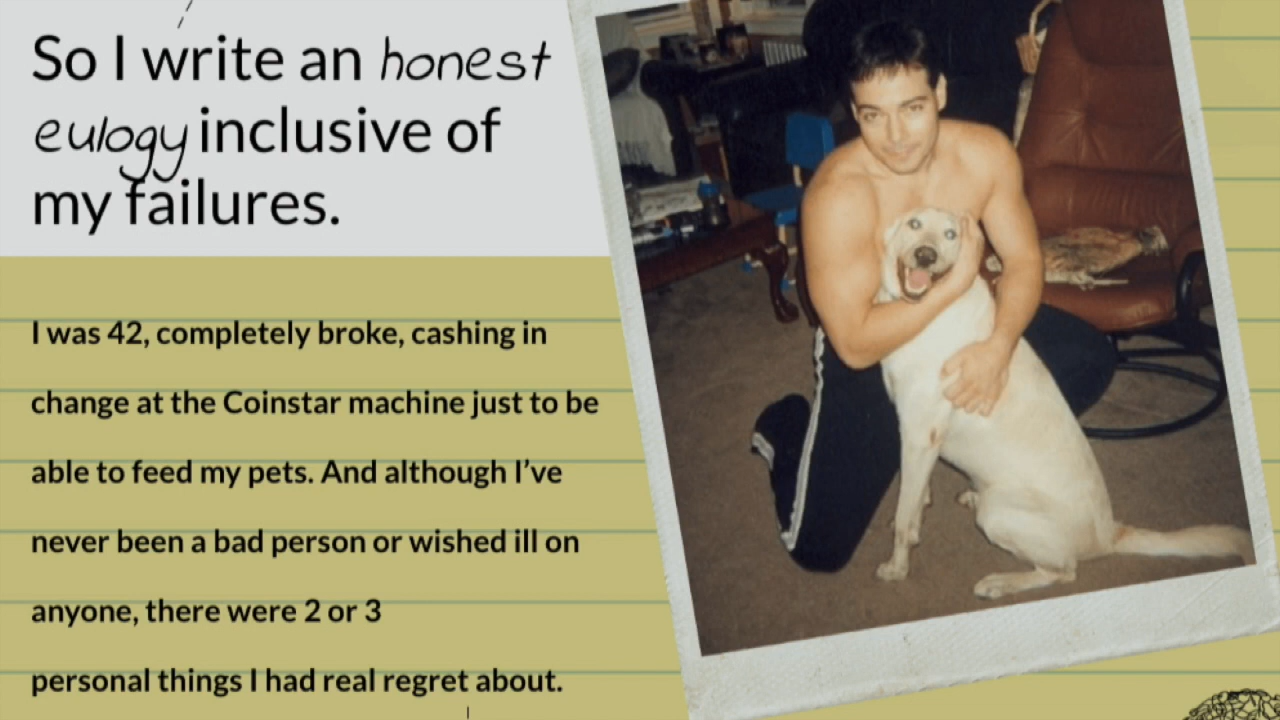 So I write an honest
eulogy inclusive of
my failures.
I was 42, completely broke, cashing in
change at the Coinstar machine just to be
able to feed my pets. And although I’ve
never been a bad person or wished ill on
anyone, there were 2 or 3
personal things I had real regret about.